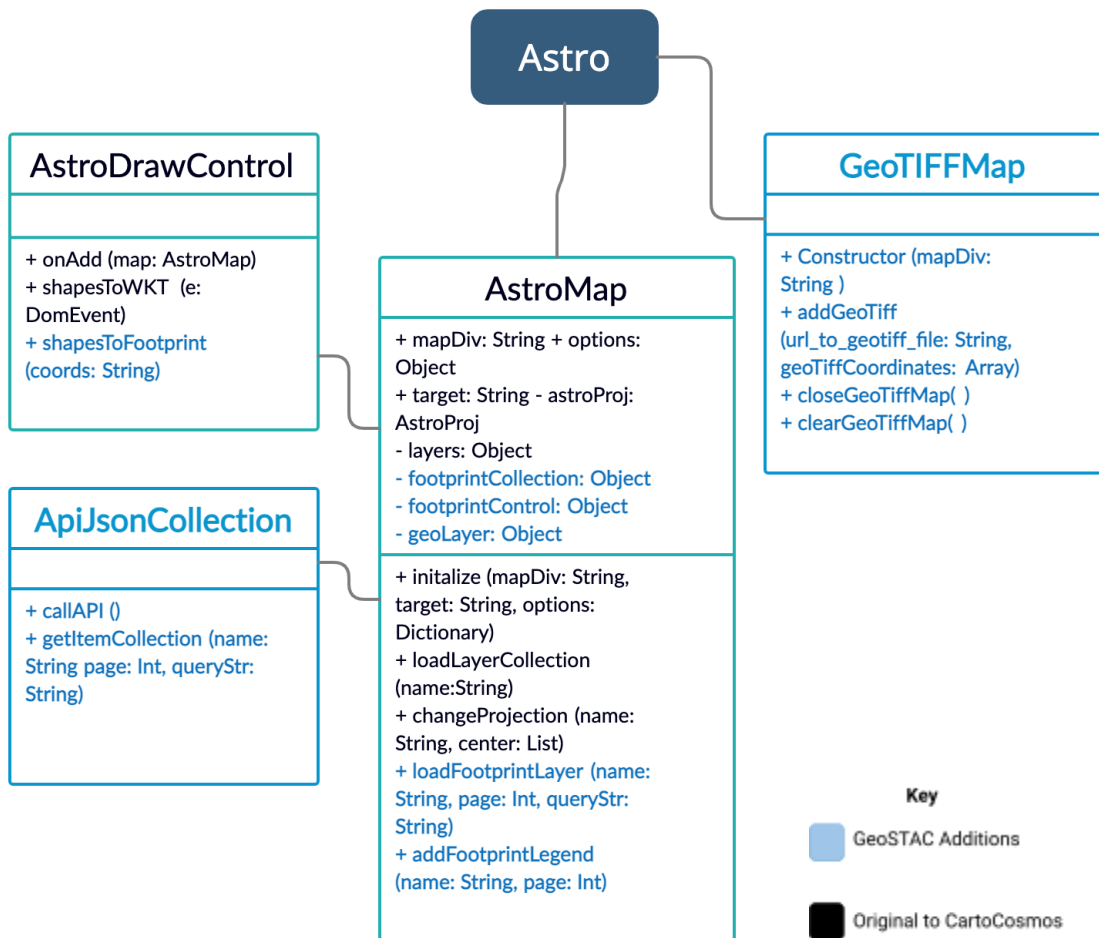 Astro
AstroDrawControl
+ onAdd (map: AstroMap)
+ shapesToWKT (e:
DomEvent)
+ shapesToFootprint
(coords: String)
ApiJsonCollection
+ callAPI ()
+ getItemCollection (name:
String page: Int, queryStr:
String)
AstroMap
+ mapDiv: String + options:
Object
+ target: String - astroProj:
AstroProj
- layers: Object
- footprintCollection: Object
- footprintControl: Object
- geoLayer: Object
+ initalize (mapDiv: String,
target: String, options:
Dictionary)
+ loadLayerCollection
(name:String)
+ changeProjection (name:
String, center: List)
+ loadFootprintLayer (name:
String, page: Int, queryStr:
String)
+ addFootprintLegend
(name: String, page: Int)
GeoTIFFMap
+ Constructor (mapDiv:
String )
+ addGeoTiff
(url_to_geotiff_file: String,
geoTiffCoordinates: Array)
+ closeGeoTiffMap( )
+ clearGeoTiffMap( )
Key
GeoSTAC Additions
Original to CartoCosmos